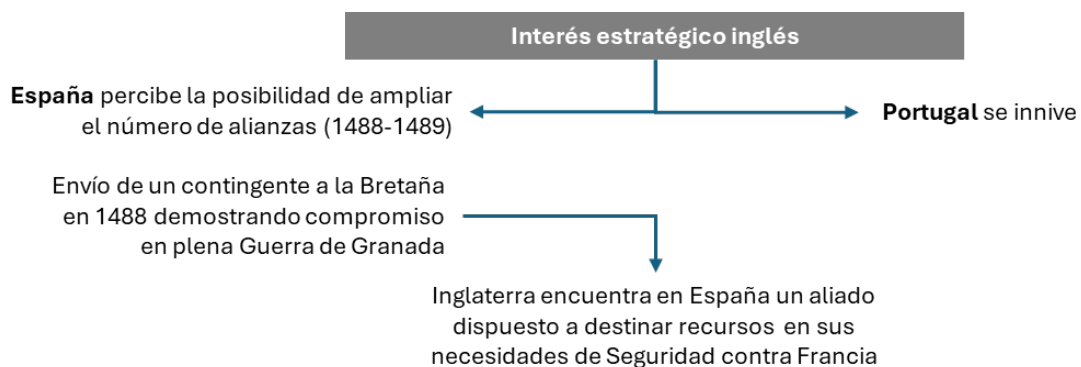 Interés estratégico inglés
España percibe la posibilidad de ampliar
el número de alianzas (1488-1489)
Portugal se innive
Envío de un contingente a la Bretaña
en 1488 demostrando compromiso
en plena Guerra de Granada
Inglaterra encuentra en España un aliado
dispuesto a destinar recursos en sus
necesidades de Seguridad contra Francia